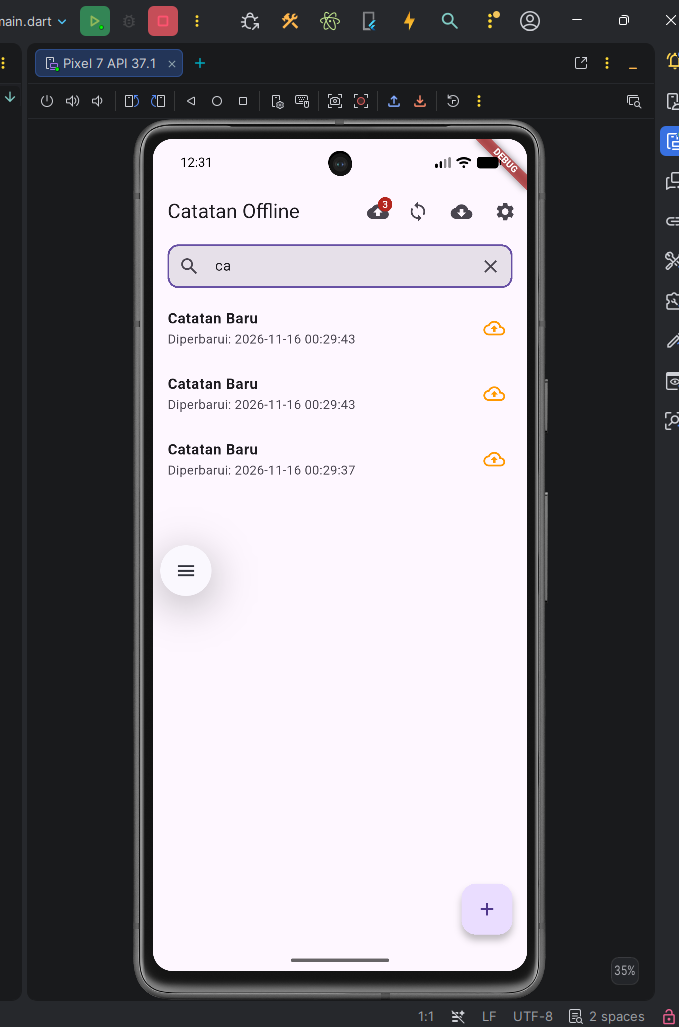 main.dart
Pixel 7 API 37.1
12:31
DEBUG
Catatan Offline
3
ca
Catatan Baru
Diperbarui: 2026-11-16 00:29:43
Catatan Baru
Diperbarui: 2026-11-16 00:29:43
Catatan Baru
Diperbarui: 2026-11-16 00:29:37
35%
1:1
LF
UTF-8
2 spaces